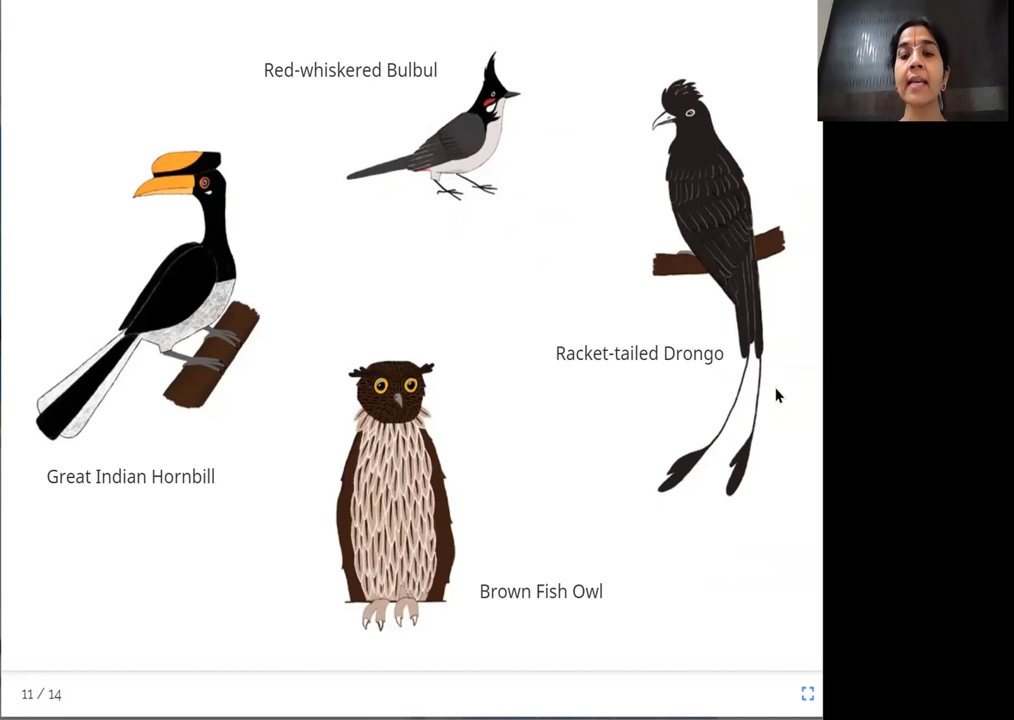 Red-whiskered Bulbul
Racket-tailed Drongo
Great Indian Hornbill
Brown Fish Owl
11 / 14